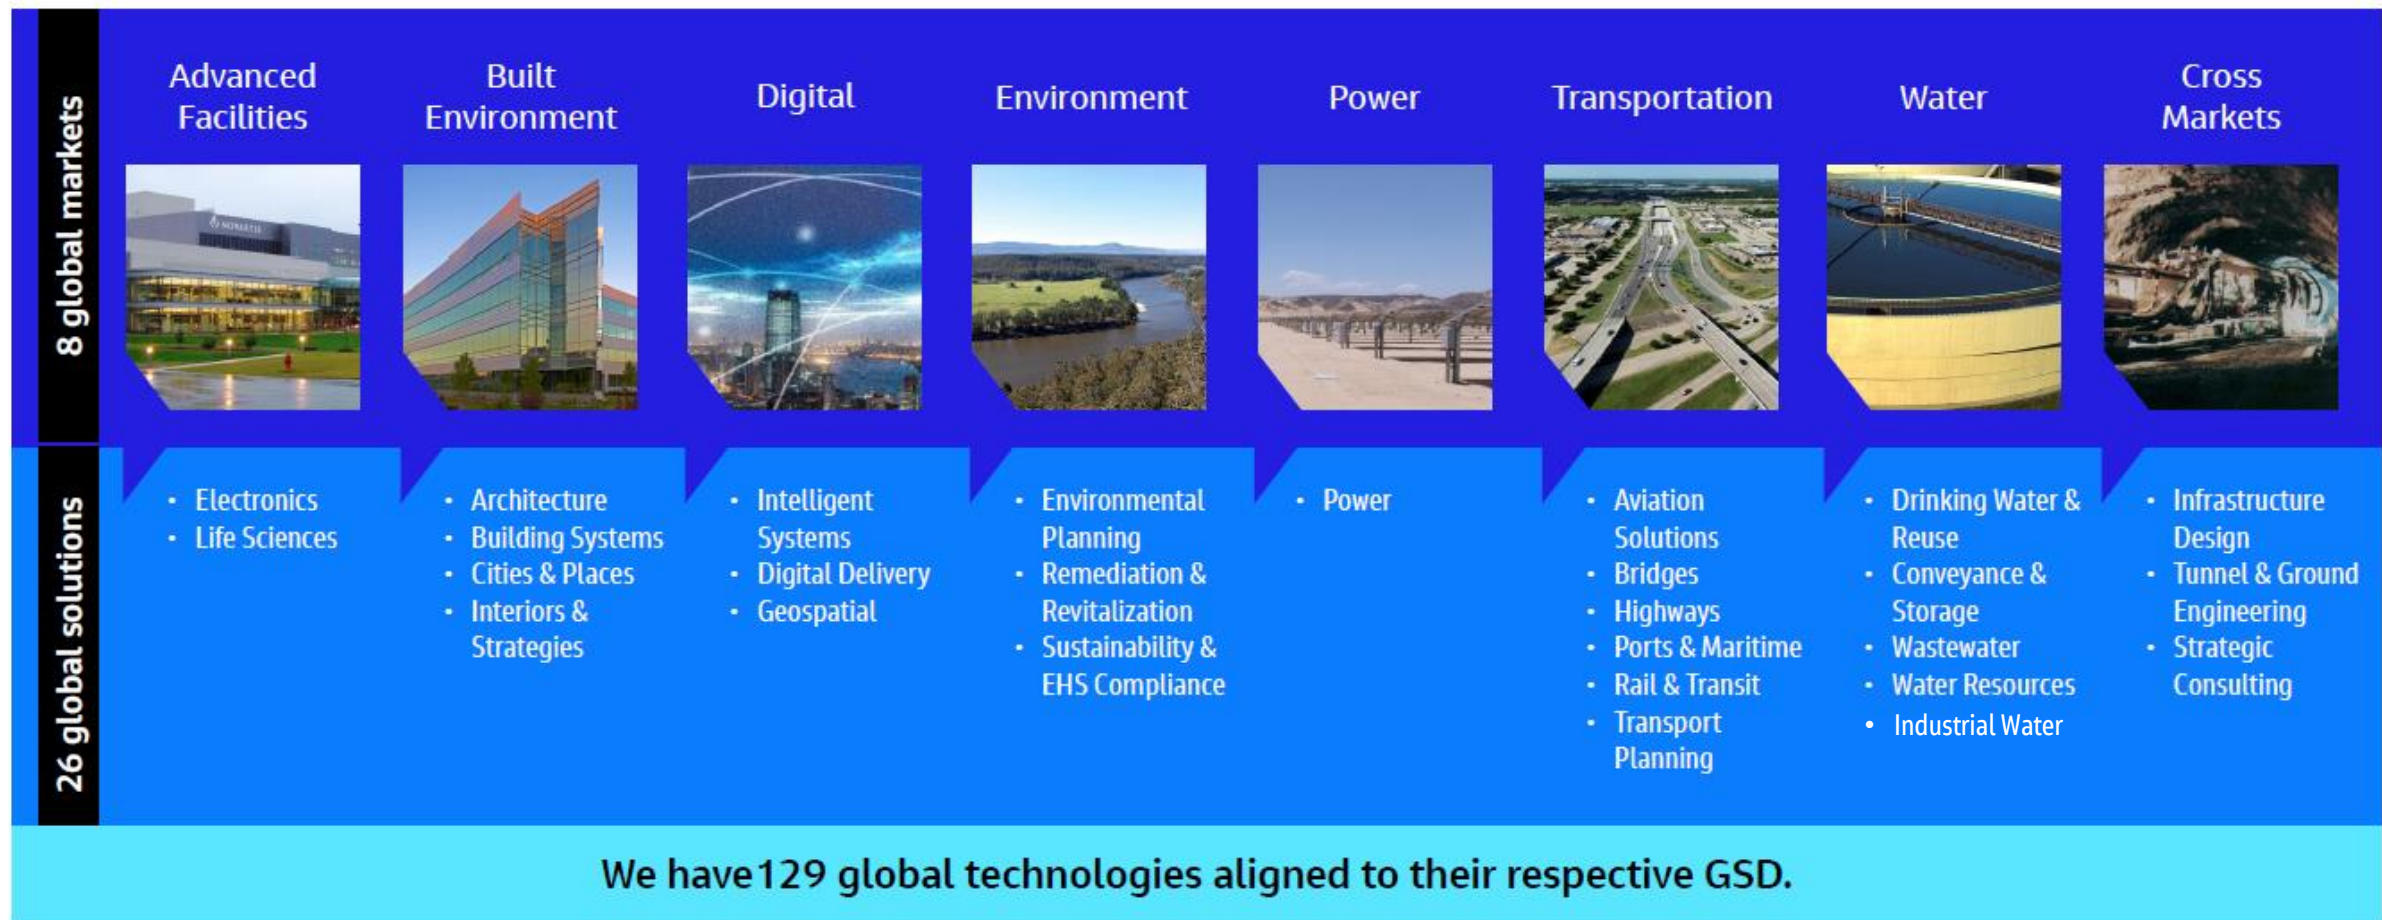 8 global markets
Advanced
Facilities
Built
Environment
Digital
Environment
Power
Transportation
Water
Cross
Markets
NOVARTIS
26 global solutions
• Electronics
• Life Sciences
• Architecture
• Building Systems
• Cities & Places
• Interiors &
Strategies
• Intelligent
Systems
• Digital Delivery
• Geospatial
• Environmental
Planning
• Remediation &
Revitalization
• Sustainability &
EHS Compliance
• Power
• Aviation
Solutions
• Bridges
• Highways
• Ports & Maritime
• Rail & Transit
• Transport
Planning
• Drinking Water &
Reuse
• Conveyance &
Storage
• Wastewater
• Water Resources
• Industrial Water
• Infrastructure
Design
• Tunnel & Ground
Engineering
• Strategic
Consulting
We have129 global technologies aligned to their respective GSD.